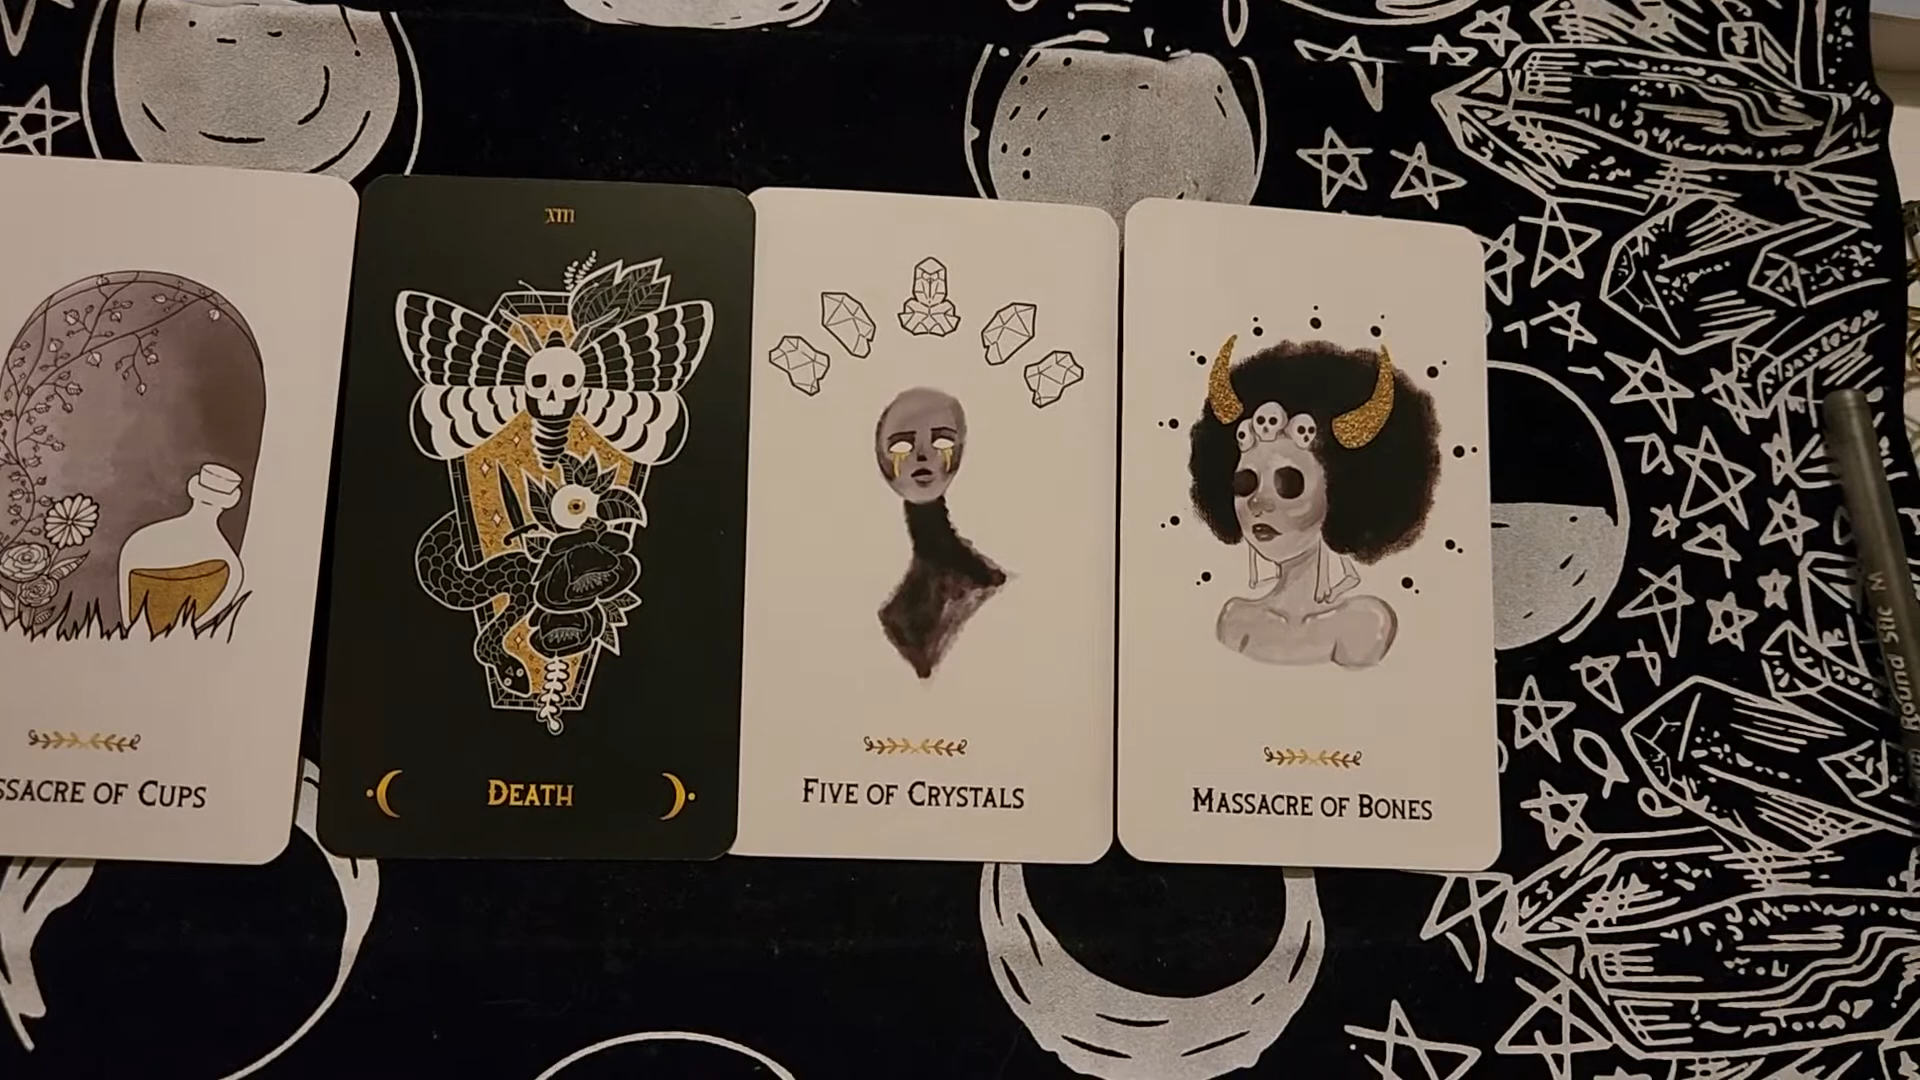 SSACRE OF CUPS
XIII
DEATH
FIVE OF CRYSTALS
MASSACRE OF BONES
Round Stic M